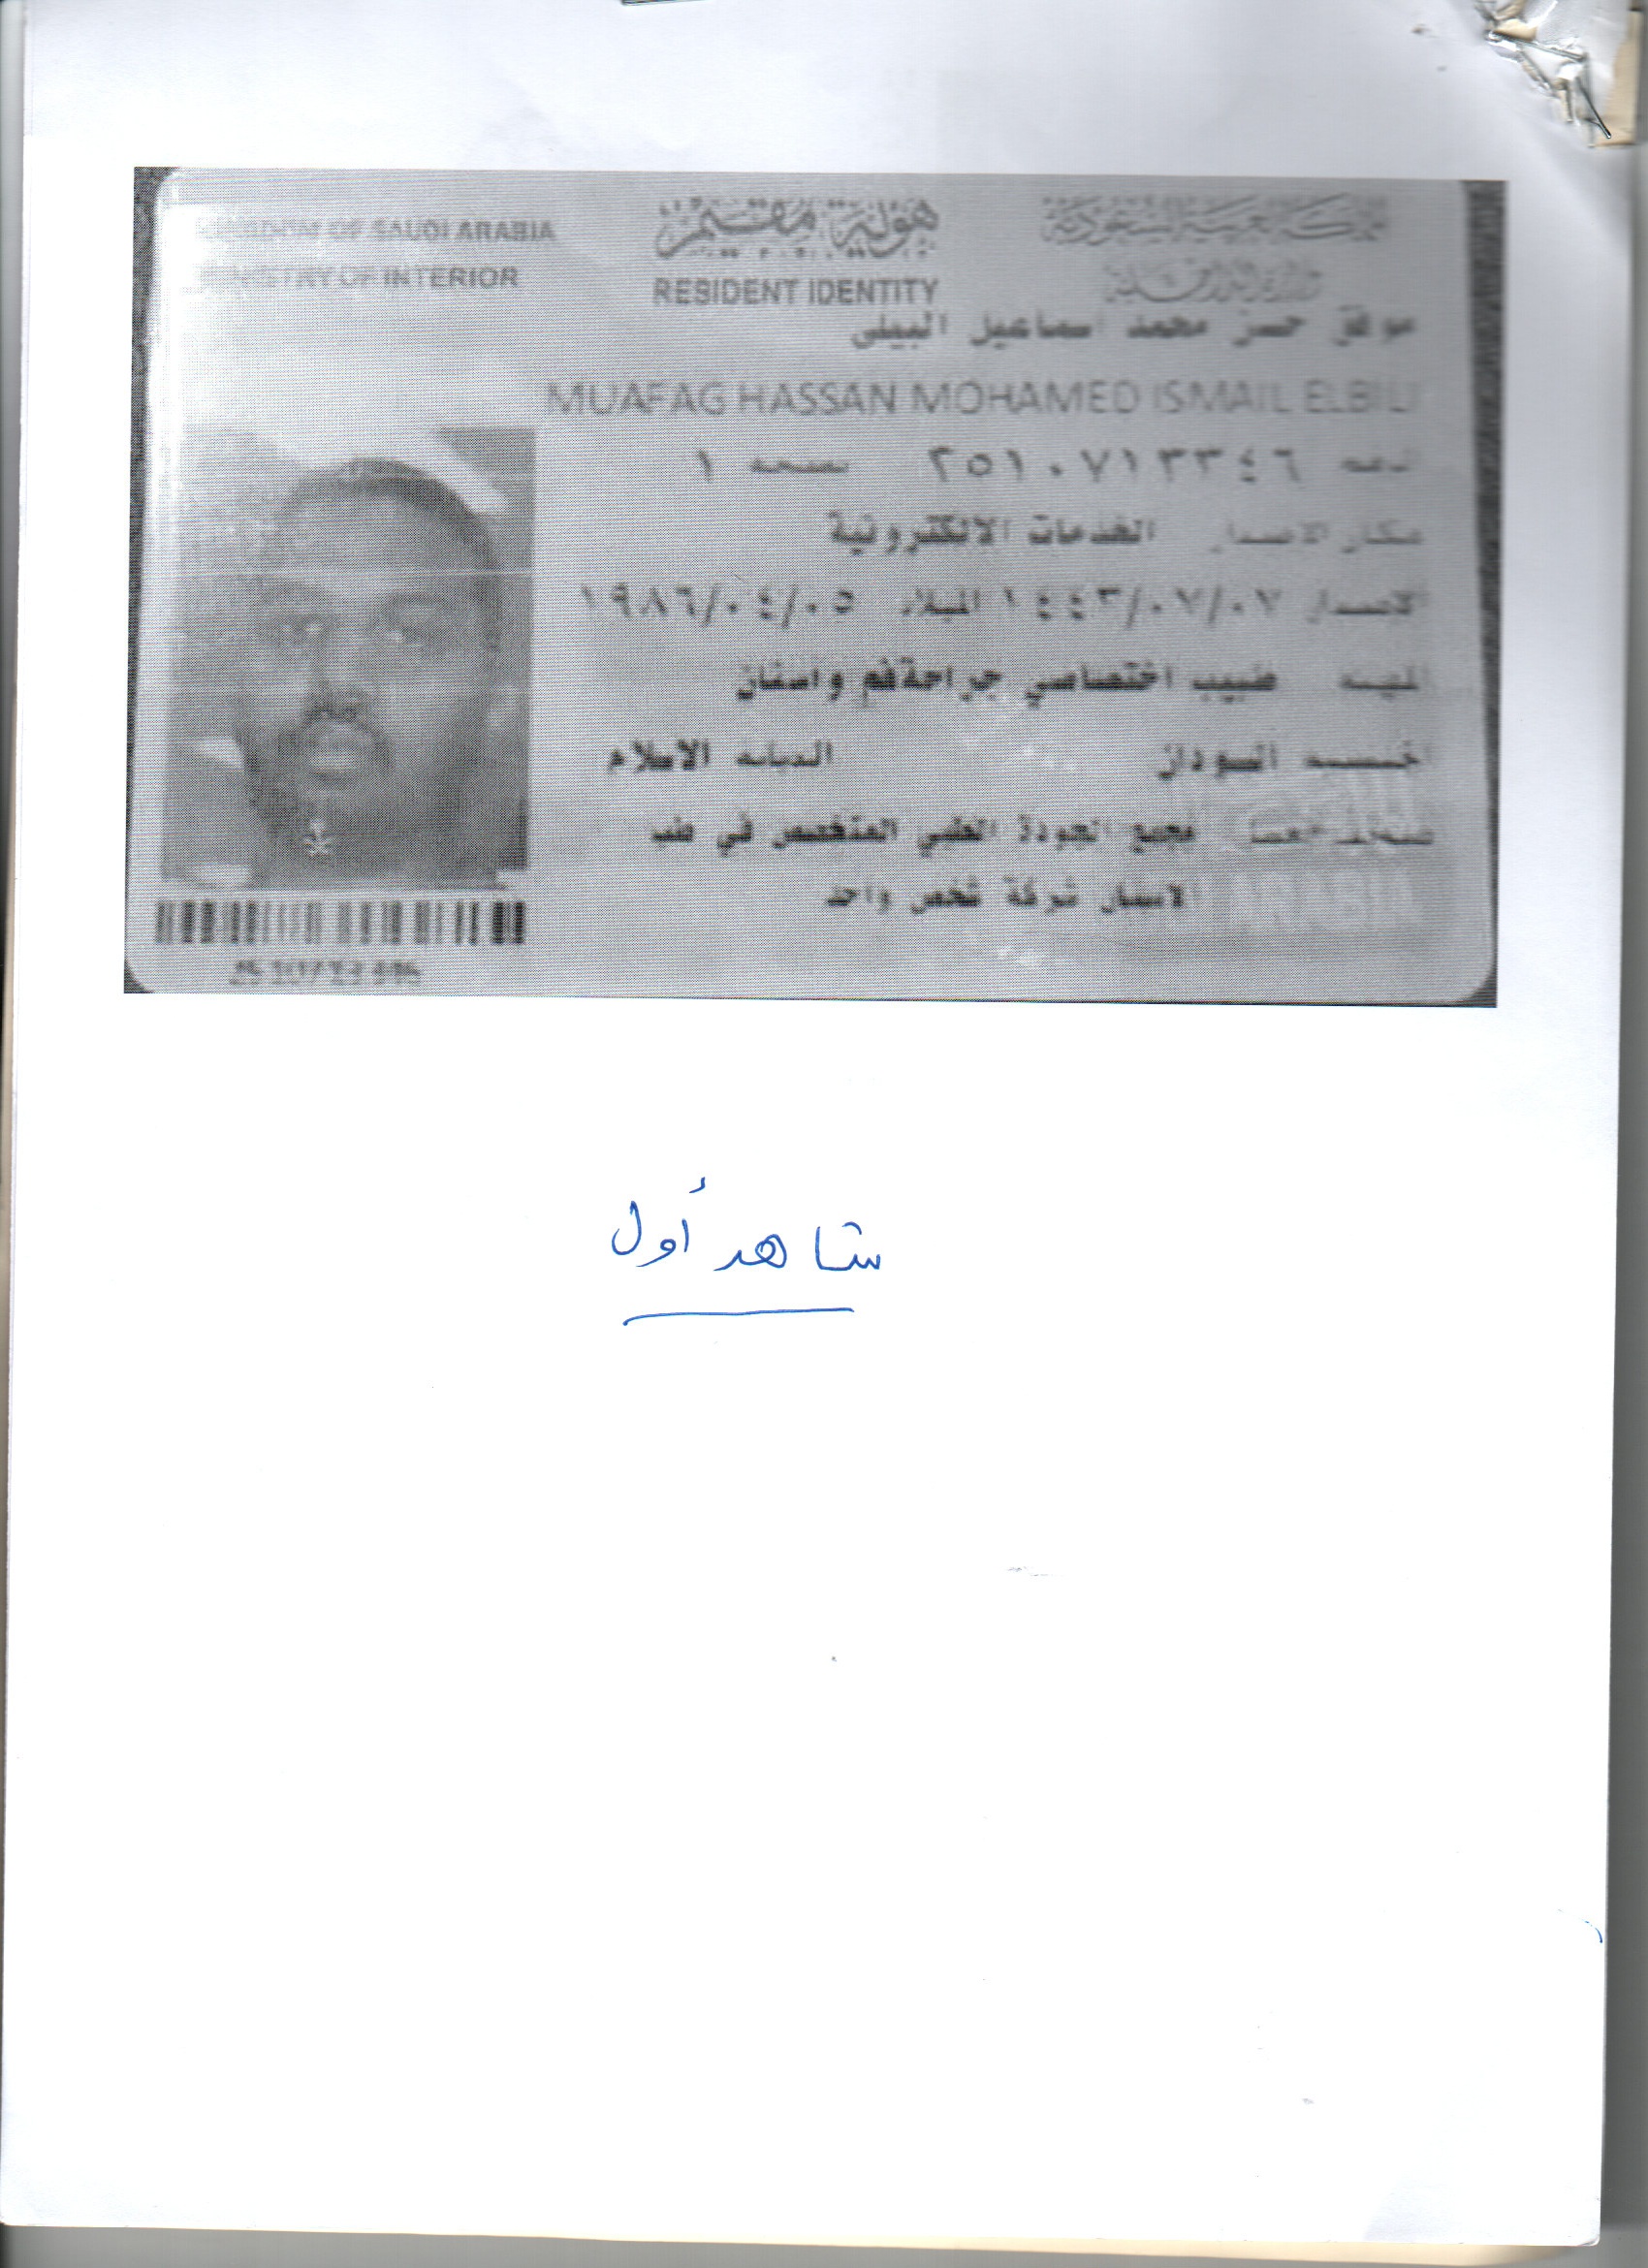 KINGDOM OF SAUDI ARABIA
MINISTRY OF INTERIOR
هوية مقيم
RESIDENT IDENTITY
المملكة العربية السعودية
وزارة الداخلية
موفق حسن محمد اسماعيل البيلى
MUAFAG HASSAN MOHAMED ISMAIL ELBILI
٢٥١٠٧١٣٣٤٦ نسخة ١
مكان الاصدار الخدمات الالكترونية
الاصدار ١٤٤٣/٠٧/٠٧ الميلاد ١٩٨٦/٠٤/٠٥
المهنة طبيب اختصاصي جراحةفم واسنان
الجنسية السودان الديانة الاسلام
صاحب العمل مجمع الجودة الطبي المتخصص في طب
الاسنان شركة شخص واحد
شاهد أول